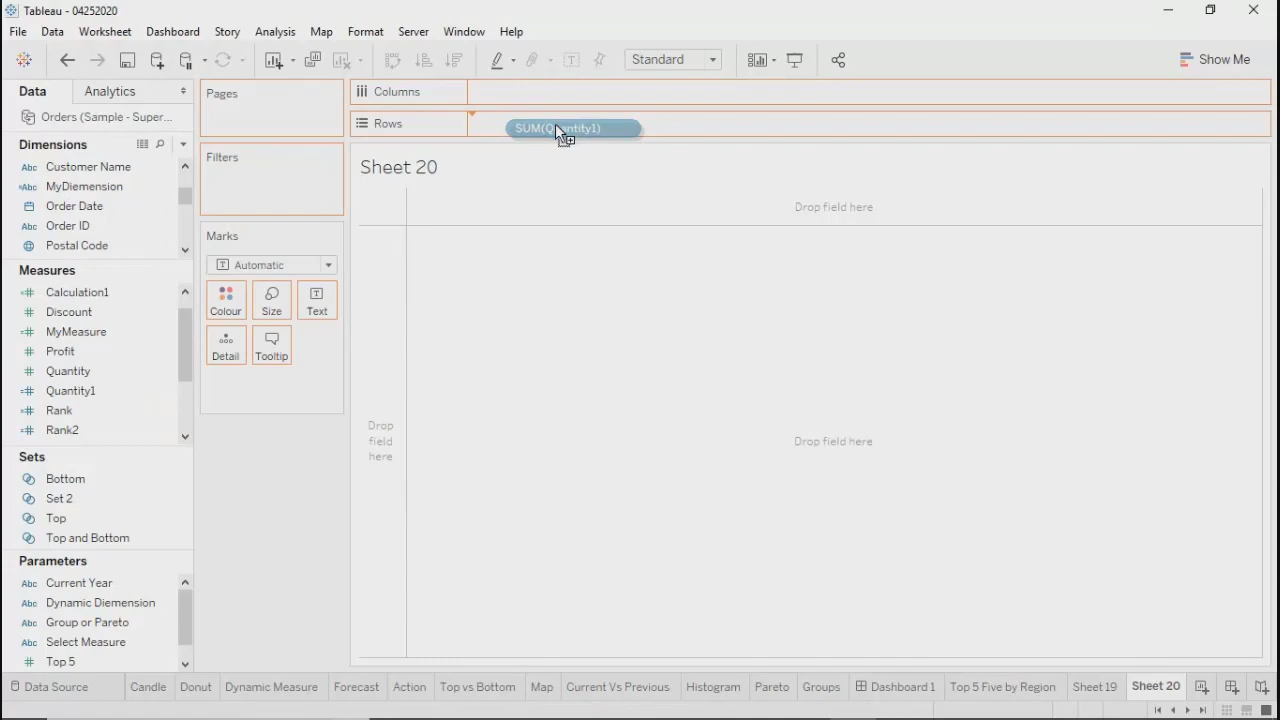 Tableau - 04252020
File Data Worksheet Dashboard Story Analysis Map Format Server Window Help
Standard
Show Me
Data Analytics
Orders (Sample - Super...
Dimensions
Customer Name
MyDiemension
Order Date
Order ID
Postal Code
Measures
Calculation1
Discount
MyMeasure
Profit
Quantity
Quantity1
Rank
Rank2
Sets
Bottom
Set 2
Top
Top and Bottom
Parameters
Current Year
Dynamic Diemension
Group or Pareto
Select Measure
Top 5
Pages
Filters
Marks
Automatic
Colour Size Text
Detail Tooltip
Columns
Rows
SUM(Quantity1)
Sheet 20
Drop field here
Drop
field
here
Drop field here
Data Source Candle Donut Dynamic Measure Forecast Action Top vs Bottom Map Current Vs Previous Histogram Pareto Groups Dashboard 1 Top 5 Five by Region Sheet 19 Sheet 20